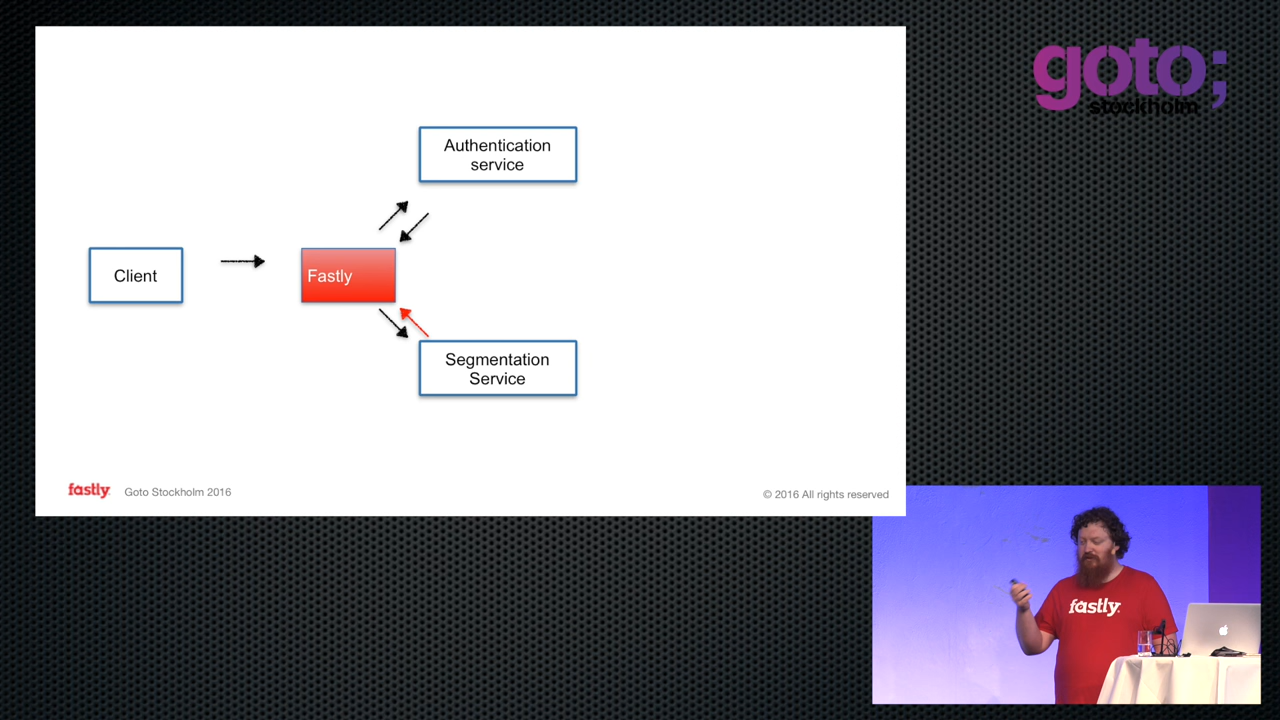 goto;
stockholm
Authentication
service
Client
Fastly
Segmentation
Service
fastly
Goto Stockholm 2016
© 2016 All rights reserved
fastly